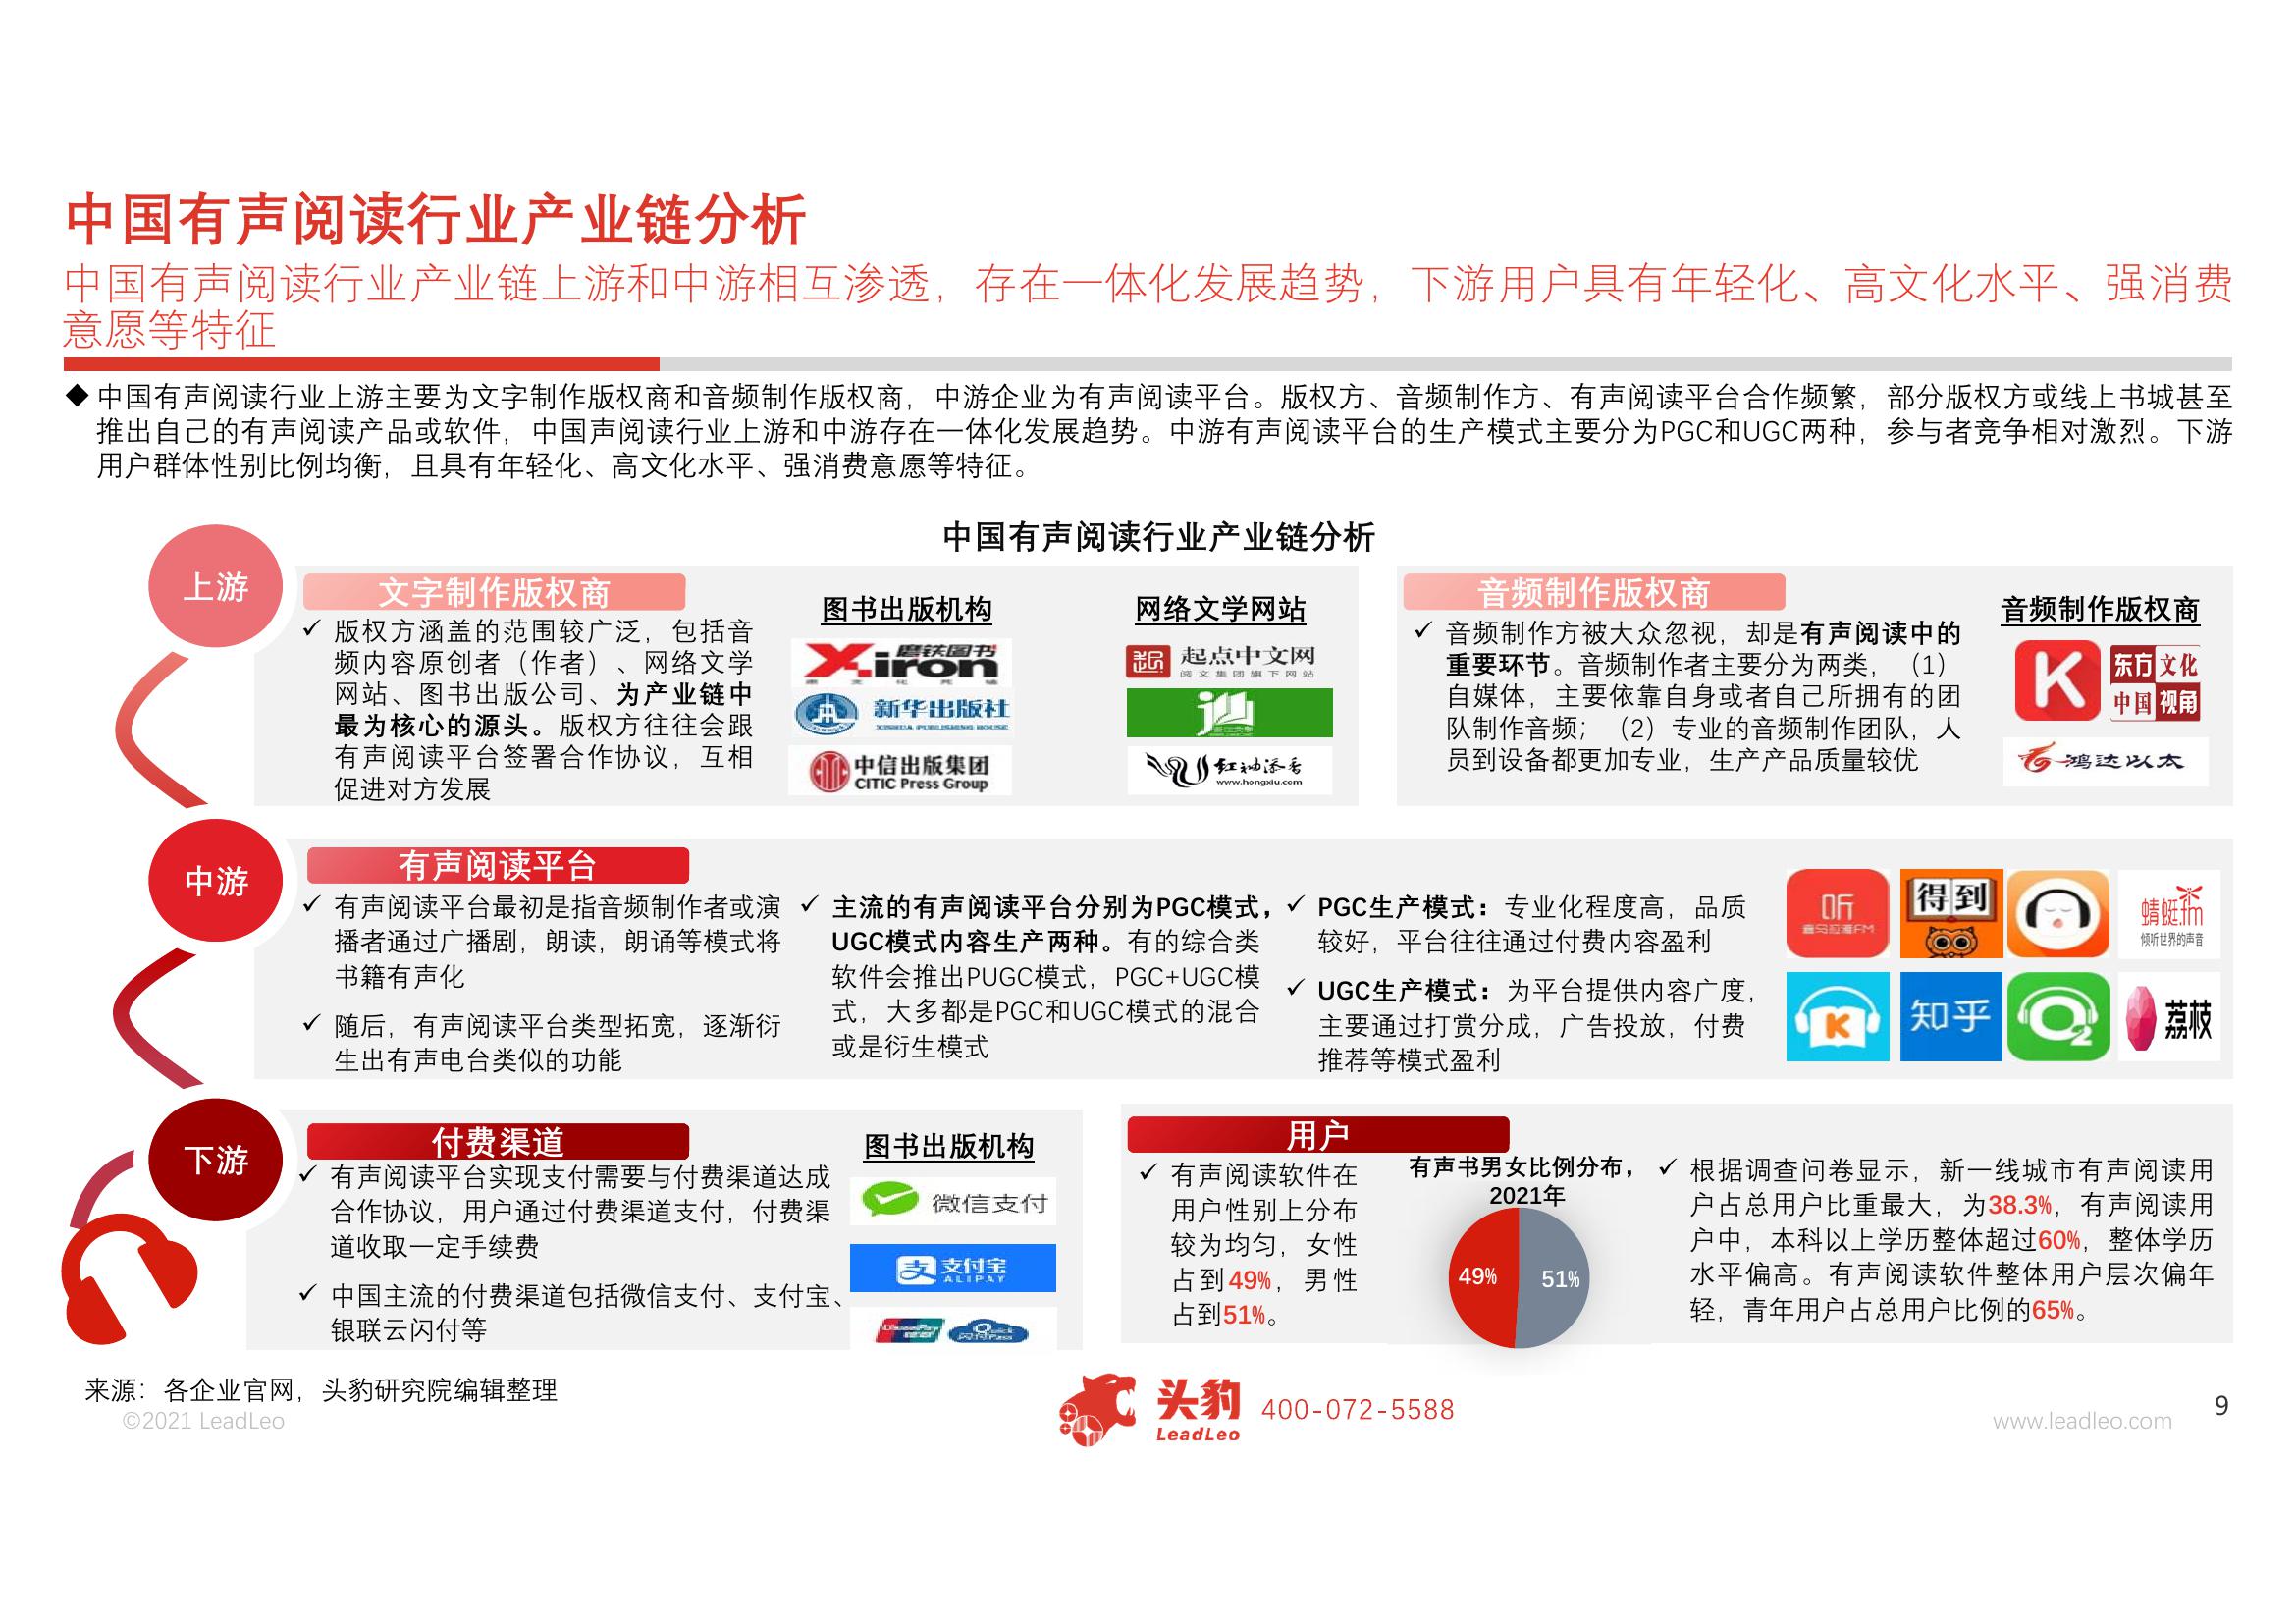 中国有声阅读行业产业链分析
中国有声阅读行业产业链上游和中游相互渗透，存在一体化发展趋势，下游用户具有年轻化、高文化水平、强消费
意愿等特征
◆ 中国有声阅读行业上游主要为文字制作版权商和音频制作版权商，中游企业为有声阅读平台。版权方、音频制作方、有声阅读平台合作频繁，部分版权方或线上书城甚至
推出自己的有声阅读产品或软件，中国声阅读行业上游和中游存在一体化发展趋势。中游有声阅读平台的生产模式主要分为PGC和UGC两种，参与者竞争相对激烈。下游
用户群体性别比例均衡，且具有年轻化、高文化水平、强消费意愿等特征。
中国有声阅读行业产业链分析
上游
文字制作版权商
✓ 版权方涵盖的范围较广泛，包括音
频内容原创者（作者）、网络文学
网站、图书出版公司、为产业链中
最为核心的源头。版权方往往会跟
有声阅读平台签署合作协议，互相
促进对方发展
图书出版机构
磨铁图书
Xiron
新华出版社
XINHUA PUBLISHING HOUSE
中信出版集团
CITIC Press Group
网络文学网站
起点中文网
阅文集团旗下网站
红袖添香
www.hongxiu.com
音频制作版权商
✓ 音频制作方被大众忽视，却是有声阅读中的
重要环节。音频制作者主要分为两类，（1）
自媒体，主要依靠自身或者自己所拥有的团
队制作音频；（2）专业的音频制作团队，人
员到设备都更加专业，生产产品质量较优
音频制作版权商
K
东方文化
中国视角
鸿达以太
中游
有声阅读平台
✓ 有声阅读平台最初是指音频制作者或演
播者通过广播剧，朗读，朗诵等模式将
书籍有声化
✓ 随后，有声阅读平台类型拓宽，逐渐衍
生出有声电台类似的功能
✓ 主流的有声阅读平台分别为PGC模式，
UGC模式内容生产两种。有的综合类
软件会推出PUGC模式，PGC+UGC模
式，大多都是PGC和UGC模式的混合
或是衍生模式
✓ PGC生产模式：专业化程度高，品质
较好，平台往往通过付费内容盈利
✓ UGC生产模式：为平台提供内容广度，
主要通过打赏分成，广告投放，付费
推荐等模式盈利
听
喜马拉雅FM
得到
蜻蜓fm
倾听世界的声音
K
知乎
荔枝
下游
付费渠道
✓ 有声阅读平台实现支付需要与付费渠道达成
合作协议，用户通过付费渠道支付，付费渠
道收取一定手续费
✓ 中国主流的付费渠道包括微信支付、支付宝、
银联云闪付等
图书出版机构
微信支付
支付宝
ALIPAY
UnionPay
银联
Quick
闪付Pass
用户
✓ 有声阅读软件在
用户性别上分布
较为均匀，女性
占到49%，男性
占到51%。
有声书男女比例分布，
2021年
49%
51%
✓ 根据调查问卷显示，新一线城市有声阅读用
户占总用户比重最大，为38.3%，有声阅读用
户中，本科以上学历整体超过60%，整体学历
水平偏高。有声阅读软件整体用户层次偏年
轻，青年用户占总用户比例的65%。
来源：各企业官网，头豹研究院编辑整理
©2021 LeadLeo
头豹
LeadLeo
400-072-5588
www.leadleo.com
9